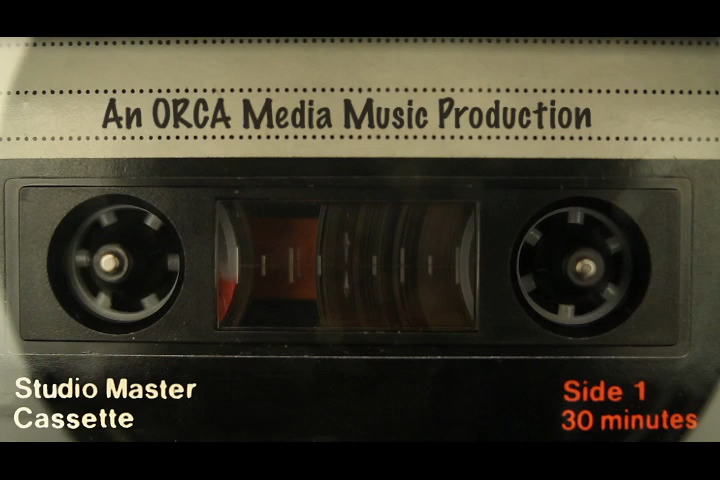 An ORCA Media Music Production
Studio Master
Cassette
Side 1
30 minutes